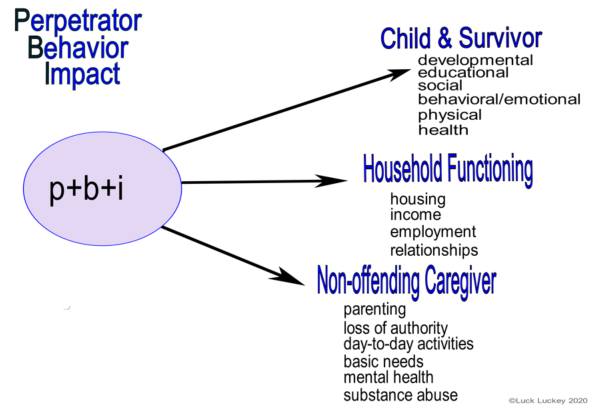 Perpetrator
Behavior
Impact
p+b+i
Child & Survivor
developmental
educational
social
behavioral/emotional
physical
health
Household Functioning
housing
income
employment
relationships
Non-offending Caregiver
parenting
loss of authority
day-to-day activities
basic needs
mental health
substance abuse
©Luck Luckey 2020